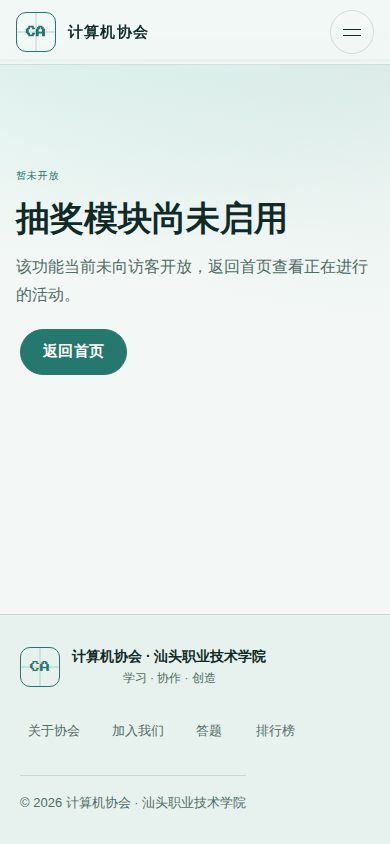 CA 计算机协会
暂未开放
抽奖模块尚未启用
该功能当前未向访客开放，返回首页查看正在进行
的活动。
返回首页
CA 计算机协会 · 汕头职业技术学院
学习 · 协作 · 创造
关于协会 加入我们 答题 排行榜
© 2026 计算机协会 · 汕头职业技术学院